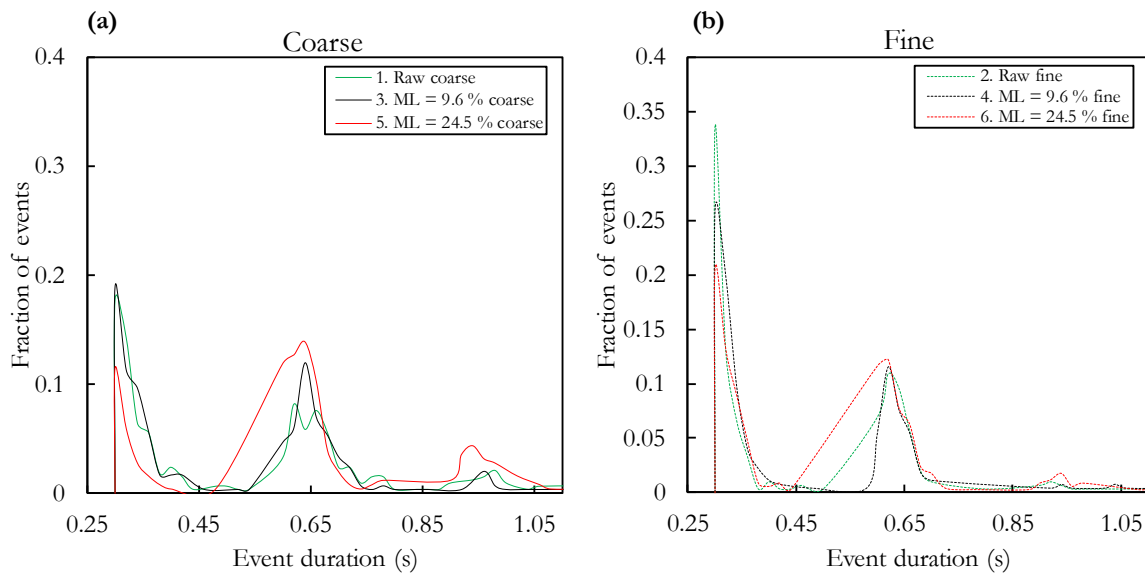 (a)
Coarse
0.4
0.3
0.2
0.1
0
Fraction of events
1. Raw coarse
3. ML = 9.6 % coarse
5. ML = 24.5 % coarse
0.25
0.45
0.65
0.85
1.05
Event duration (s)
(b)
Fine
0.4
0.35
0.3
0.25
0.2
0.15
0.1
0.05
0
Fraction of events
2. Raw fine
4. ML = 9.6 % fine
6. ML = 24.5 % fine
0.25
0.45
0.65
0.85
1.05
Event duration (s)